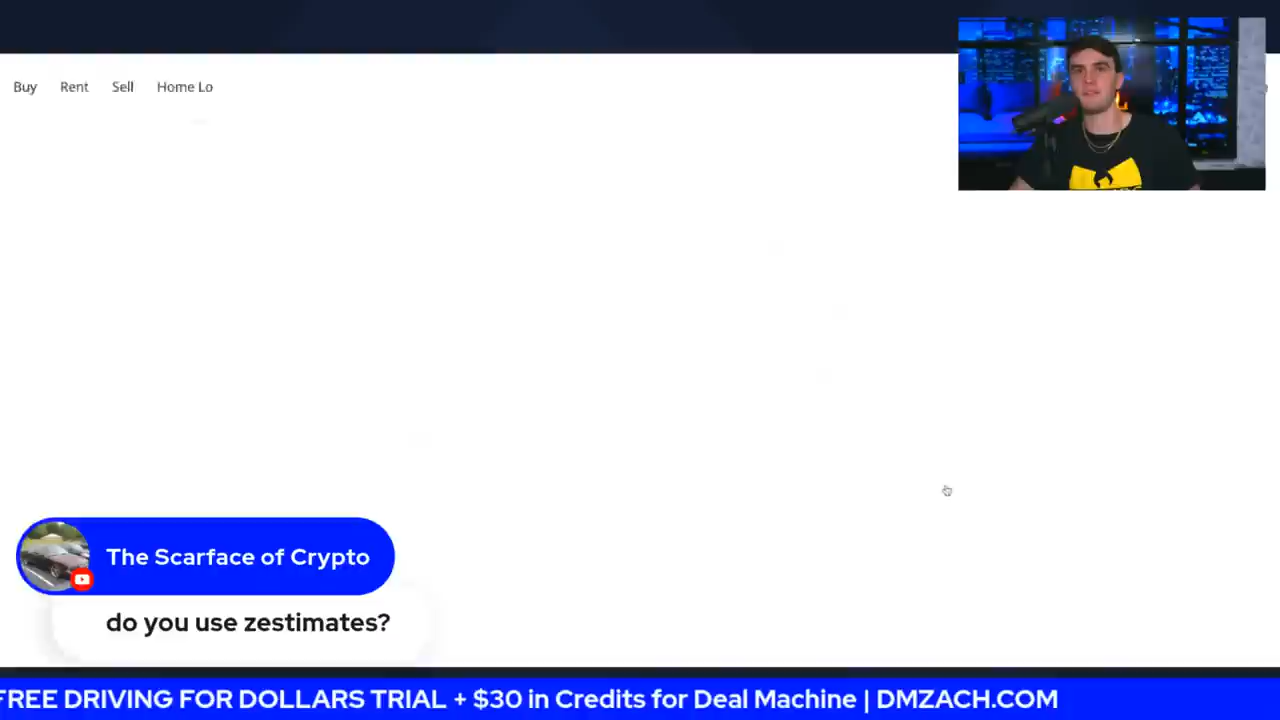 Buy Rent Sell Home Lo
The Scarface of Crypto
do you use zestimates?
FREE DRIVING FOR DOLLARS TRIAL + $30 in Credits for Deal Machine | DMZACH.COM